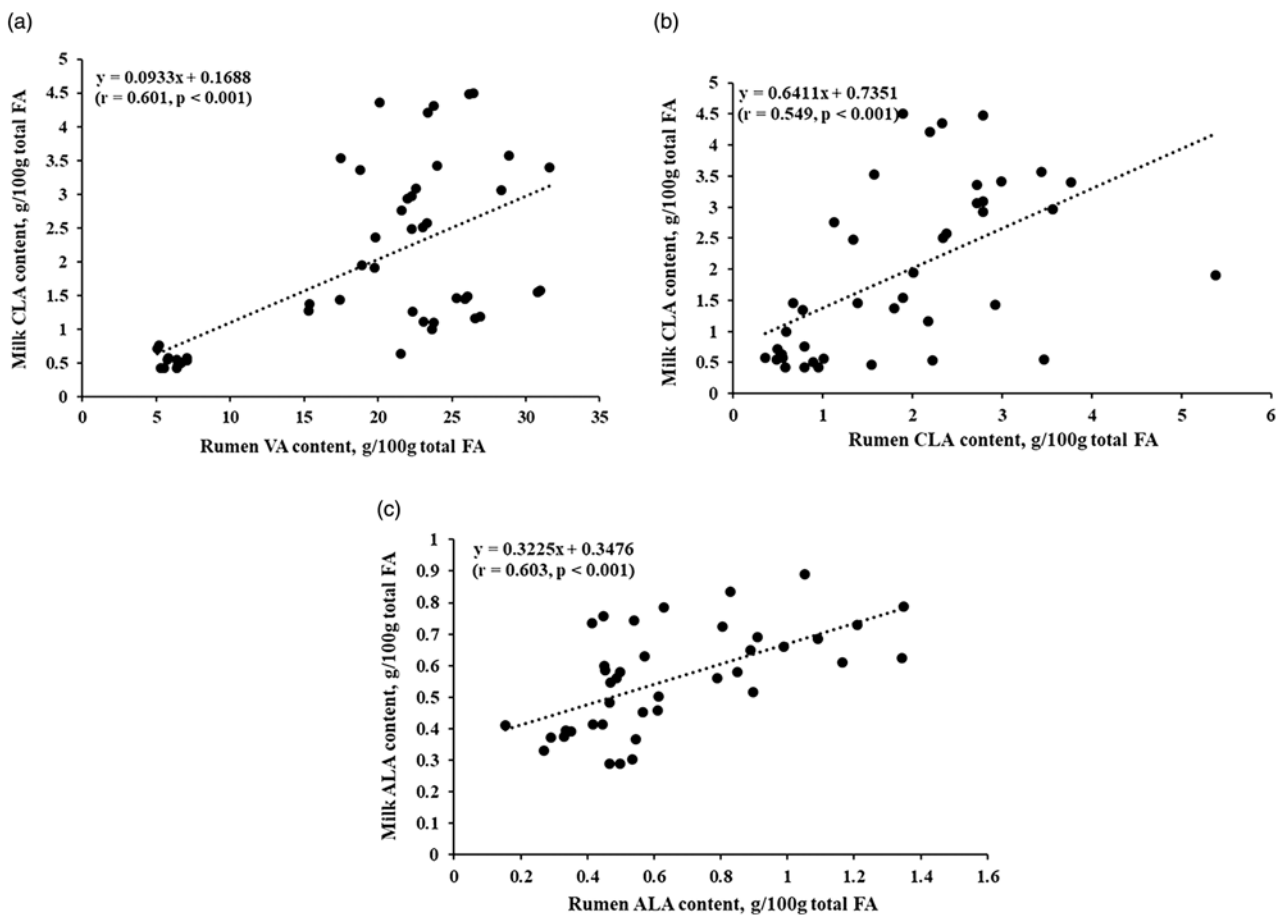 (a)
y = 0.0933x + 0.1688
(r = 0.601, p < 0.001)
Milk CLA content, g/100g total FA
5
4.5
4
3.5
3
2.5
2
1.5
1
0.5
0
0 5 10 15 20 25 30 35
Rumen VA content, g/100g total FA
(b)
y = 0.6411x + 0.7351
(r = 0.549, p < 0.001)
Milk CLA content, g/100g total FA
5
4.5
4
3.5
3
2.5
2
1.5
1
0.5
0
0 1 2 3 4 5 6
Rumen CLA content, g/100g total FA
(c)
y = 0.3225x + 0.3476
(r = 0.603, p < 0.001)
Milk ALA content, g/100g total FA
1
0.9
0.8
0.7
0.6
0.5
0.4
0.3
0.2
0.1
0
0 0.2 0.4 0.6 0.8 1 1.2 1.4 1.6
Rumen ALA content, g/100g total FA